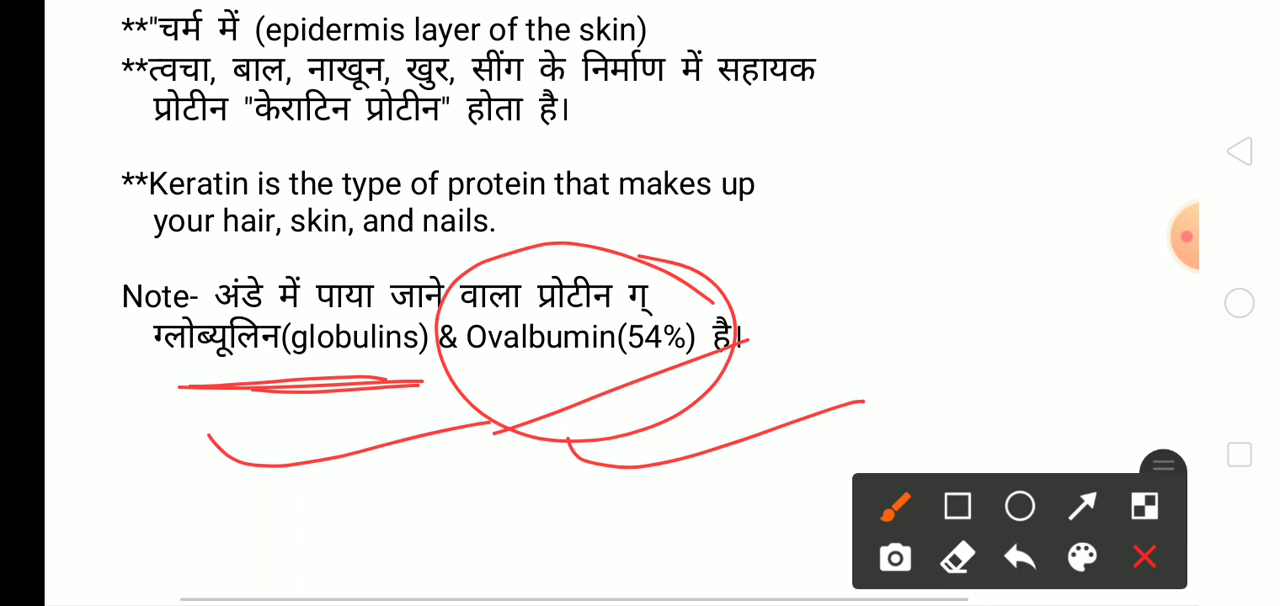 **"चर्म में (epidermis layer of the skin)
**त्वचा, बाल, नाखून, खुर, सींग के निर्माण में सहायक
प्रोटीन "केराटिन प्रोटीन" होता है।
**Keratin is the type of protein that makes up
your hair, skin, and nails.
Note- अंडे में पाया जाने वाला प्रोटीन ग्
ग्लोब्यूलिन(globulins) & Ovalbumin(54%) है।